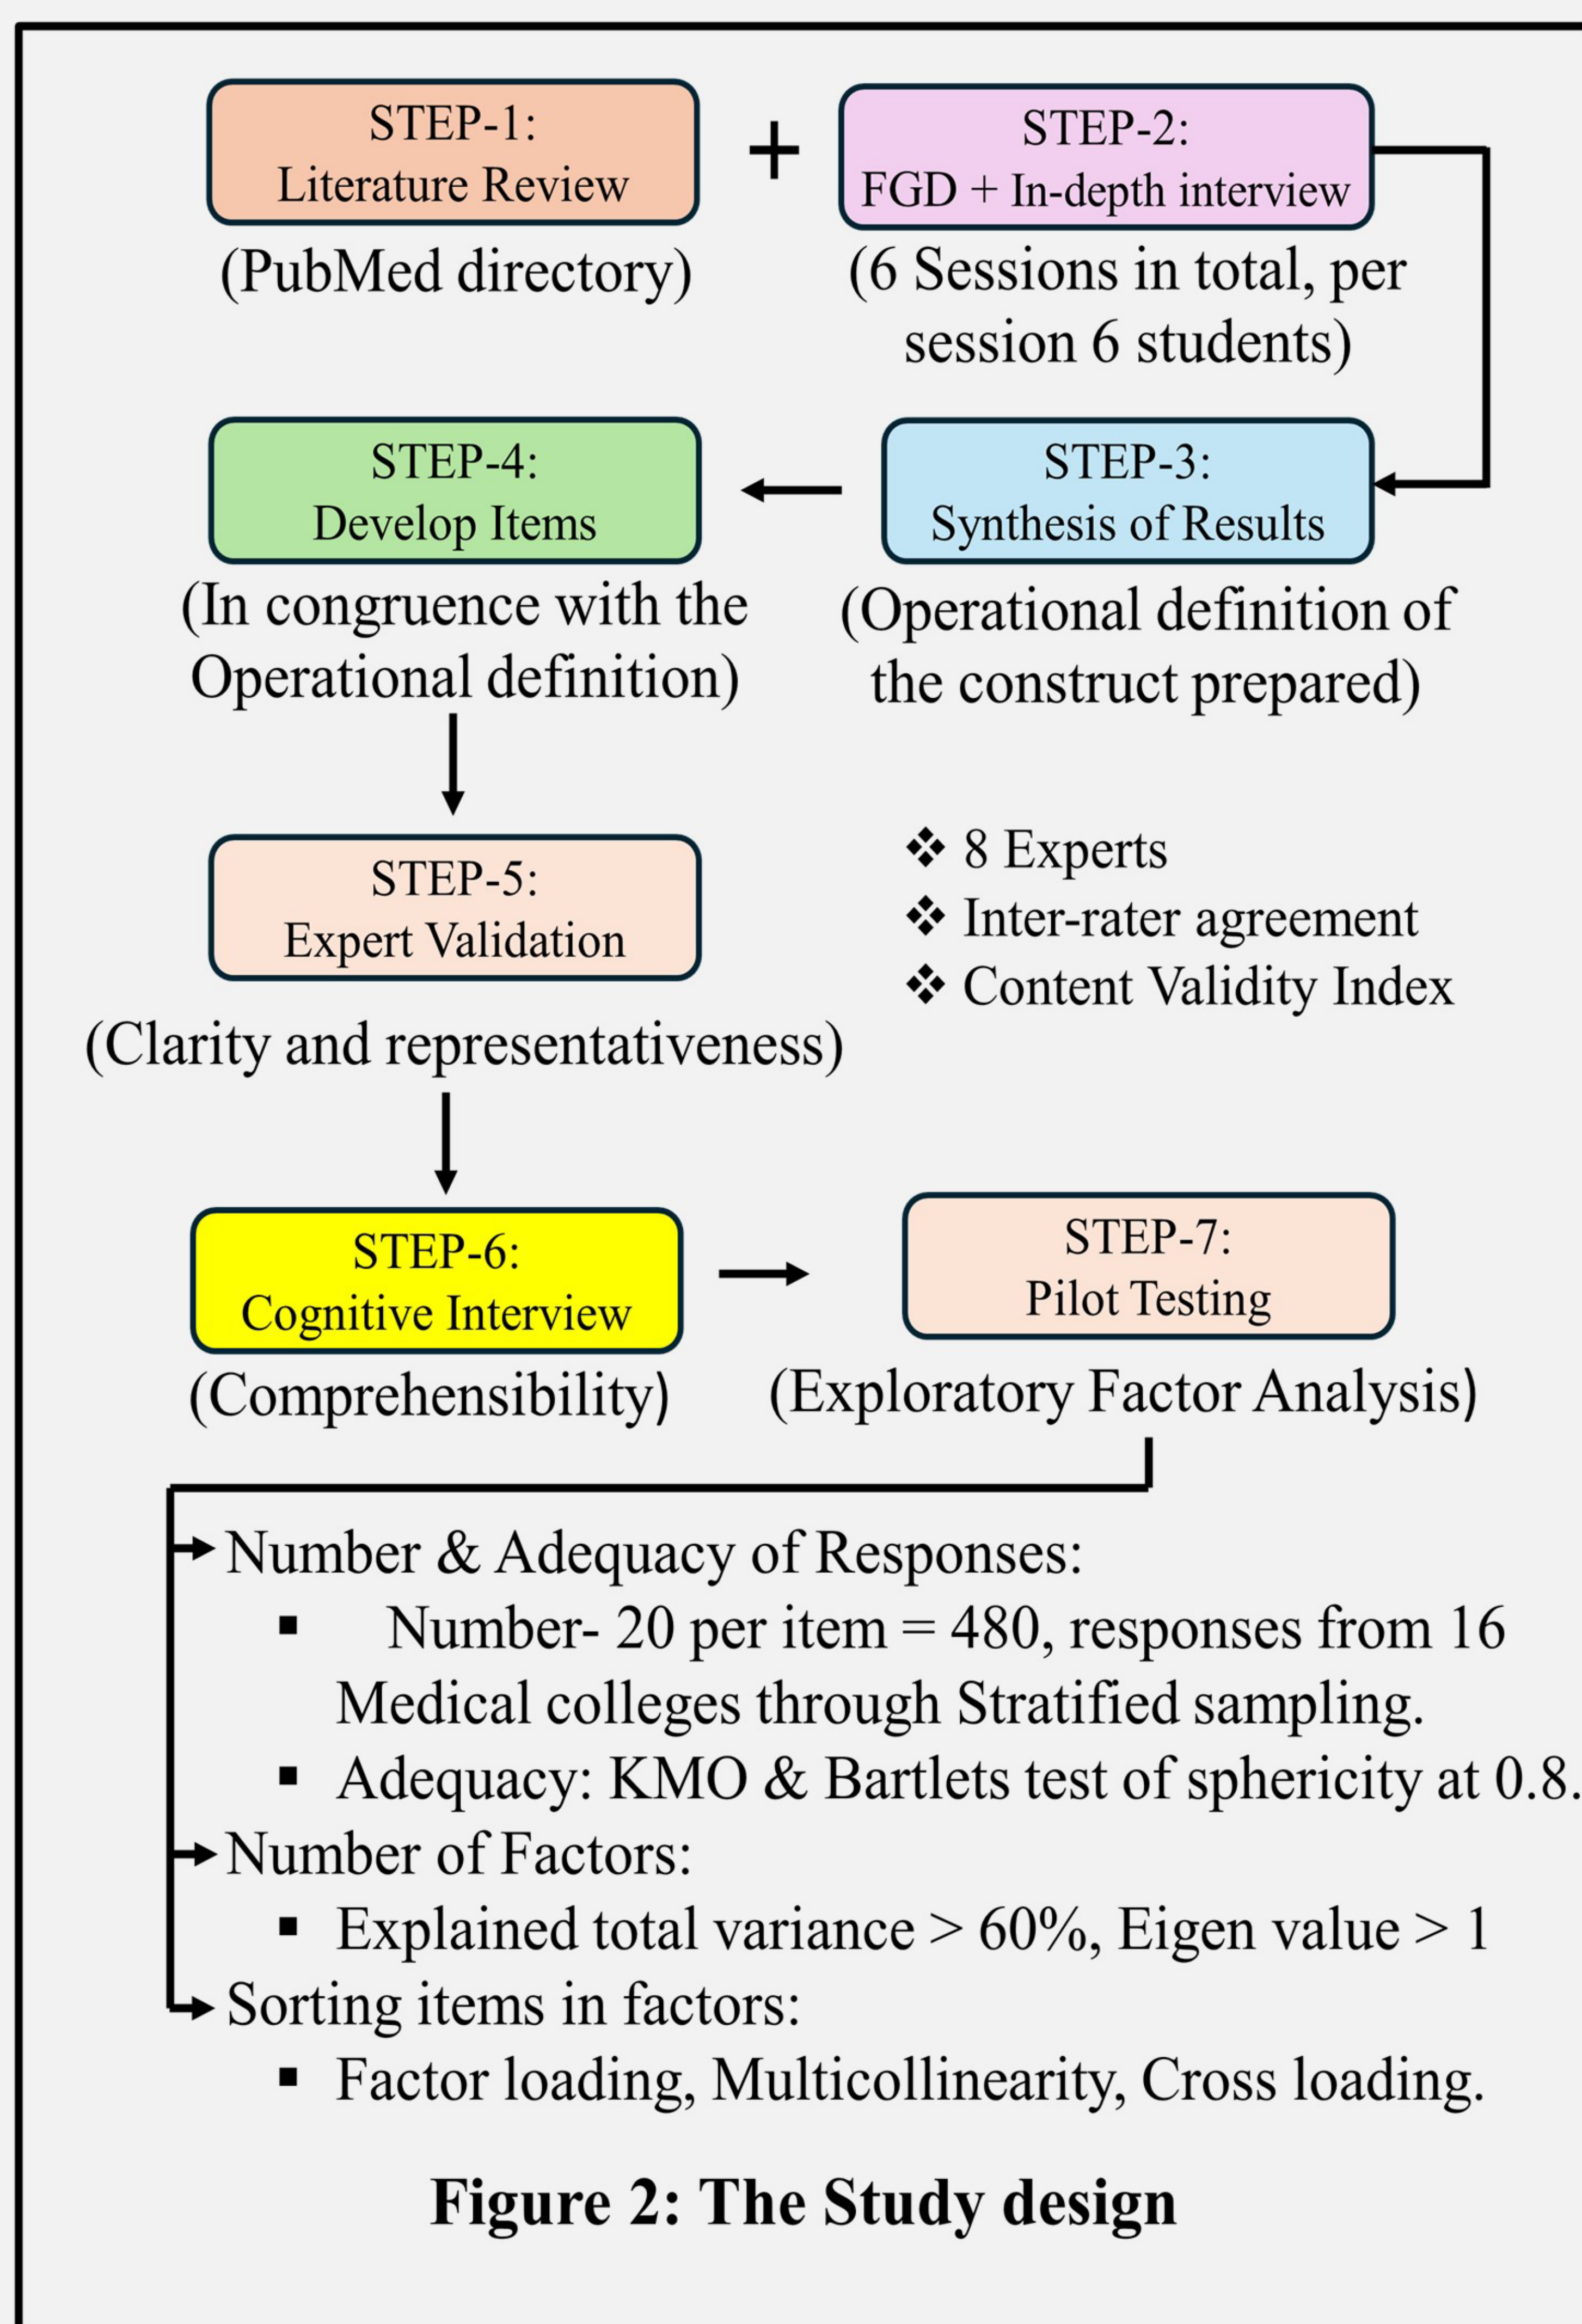 STEP-1:
Literature Review
(PubMed directory)
+
STEP-2:
FGD + In-depth interview
(6 Sessions in total, per
session 6 students)
STEP-3:
Synthesis of Results
(Operational definition of
the construct prepared)
STEP-4:
Develop Items
(In congruence with the
Operational definition)
STEP-5:
Expert Validation
(Clarity and representativeness)
❖ 8 Experts
❖ Inter-rater agreement
❖ Content Validity Index
STEP-6:
Cognitive Interview
(Comprehensibility)
STEP-7:
Pilot Testing
(Exploratory Factor Analysis)
Number & Adequacy of Responses:
▪ Number- 20 per item = 480, responses from 16
Medical colleges through Stratified sampling.
▪ Adequacy: KMO & Bartlets test of sphericity at 0.8.
Number of Factors:
▪ Explained total variance > 60%, Eigen value > 1
Sorting items in factors:
▪ Factor loading, Multicollinearity, Cross loading.
Figure 2: The Study design